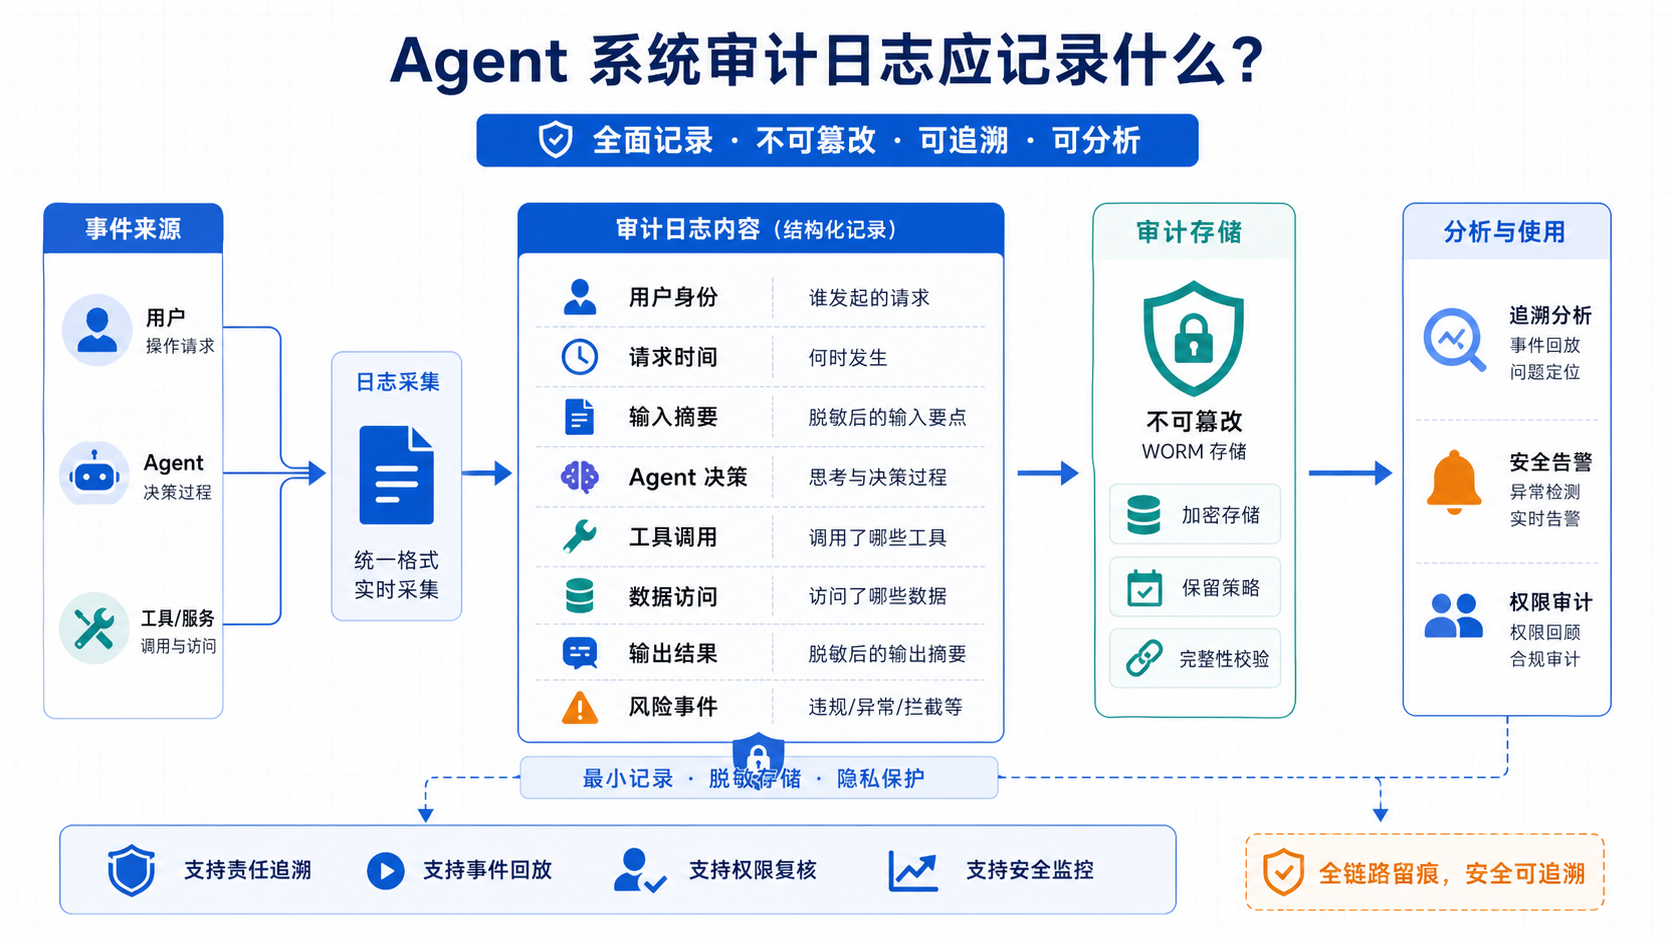 Agent 系统审计日志应记录什么？
全面记录 · 不可篡改 · 可追溯 · 可分析
事件来源
用户
操作请求
Agent
决策过程
工具/服务
调用与访问
日志采集
统一格式
实时采集
审计日志内容（结构化记录）
用户身份 谁发起的请求
请求时间 何时发生
输入摘要 脱敏后的输入要点
Agent 决策 思考与决策过程
工具调用 调用了哪些工具
数据访问 访问了哪些数据
输出结果 脱敏后的输出摘要
风险事件 违规/异常/拦截等
最小记录 · 脱敏存储 · 隐私保护
审计存储
不可篡改
WORM 存储
加密存储
保留策略
完整性校验
分析与使用
追溯分析
事件回放
问题定位
安全告警
异常检测
实时告警
权限审计
权限回顾
合规审计
支持责任追溯
支持事件回放
支持权限复核
支持安全监控
全链路留痕，安全可追溯